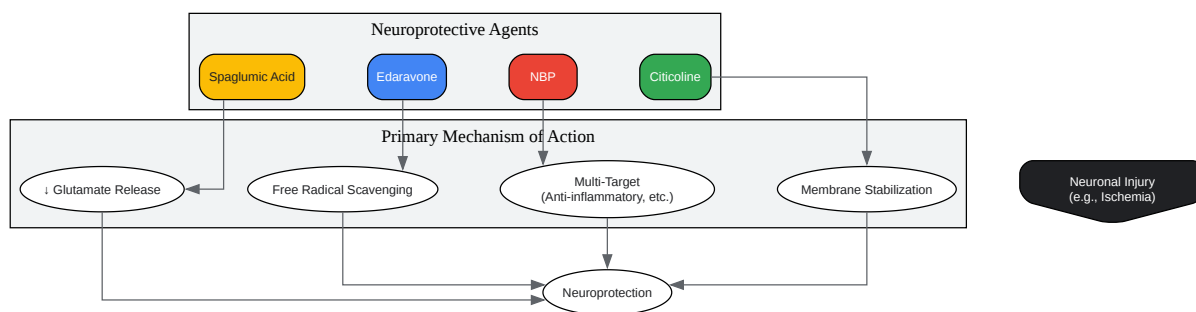 Neuroprotective Agents
Spaglumic Acid
Edaravone
NBP
Citicoline
Primary Mechanism of Action
↓ Glutamate Release
Free Radical Scavenging
Multi-Target
(Anti-inflammatory, etc.)
Membrane Stabilization
Neuronal Injury
(e.g., Ischemia)
Neuroprotection